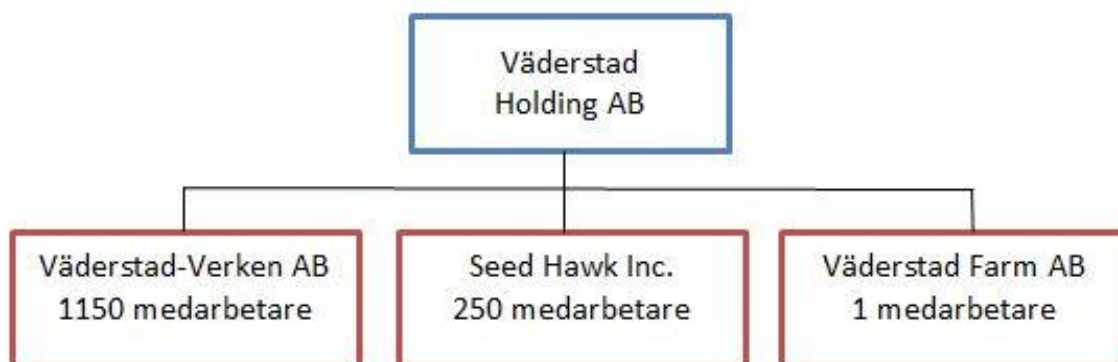 Väderstad
Holding AB
Väderstad-Verken AB
1150 medarbetare
Seed Hawk Inc.
250 medarbetare
Väderstad Farm AB
1 medarbetare